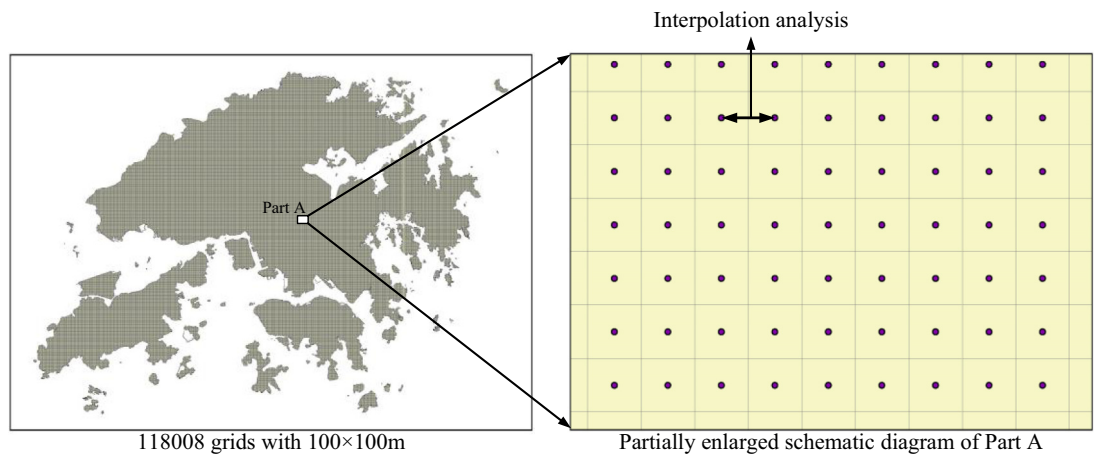 Interpolation analysis
Part A
118008 grids with 100×100m
Partially enlarged schematic diagram of Part A